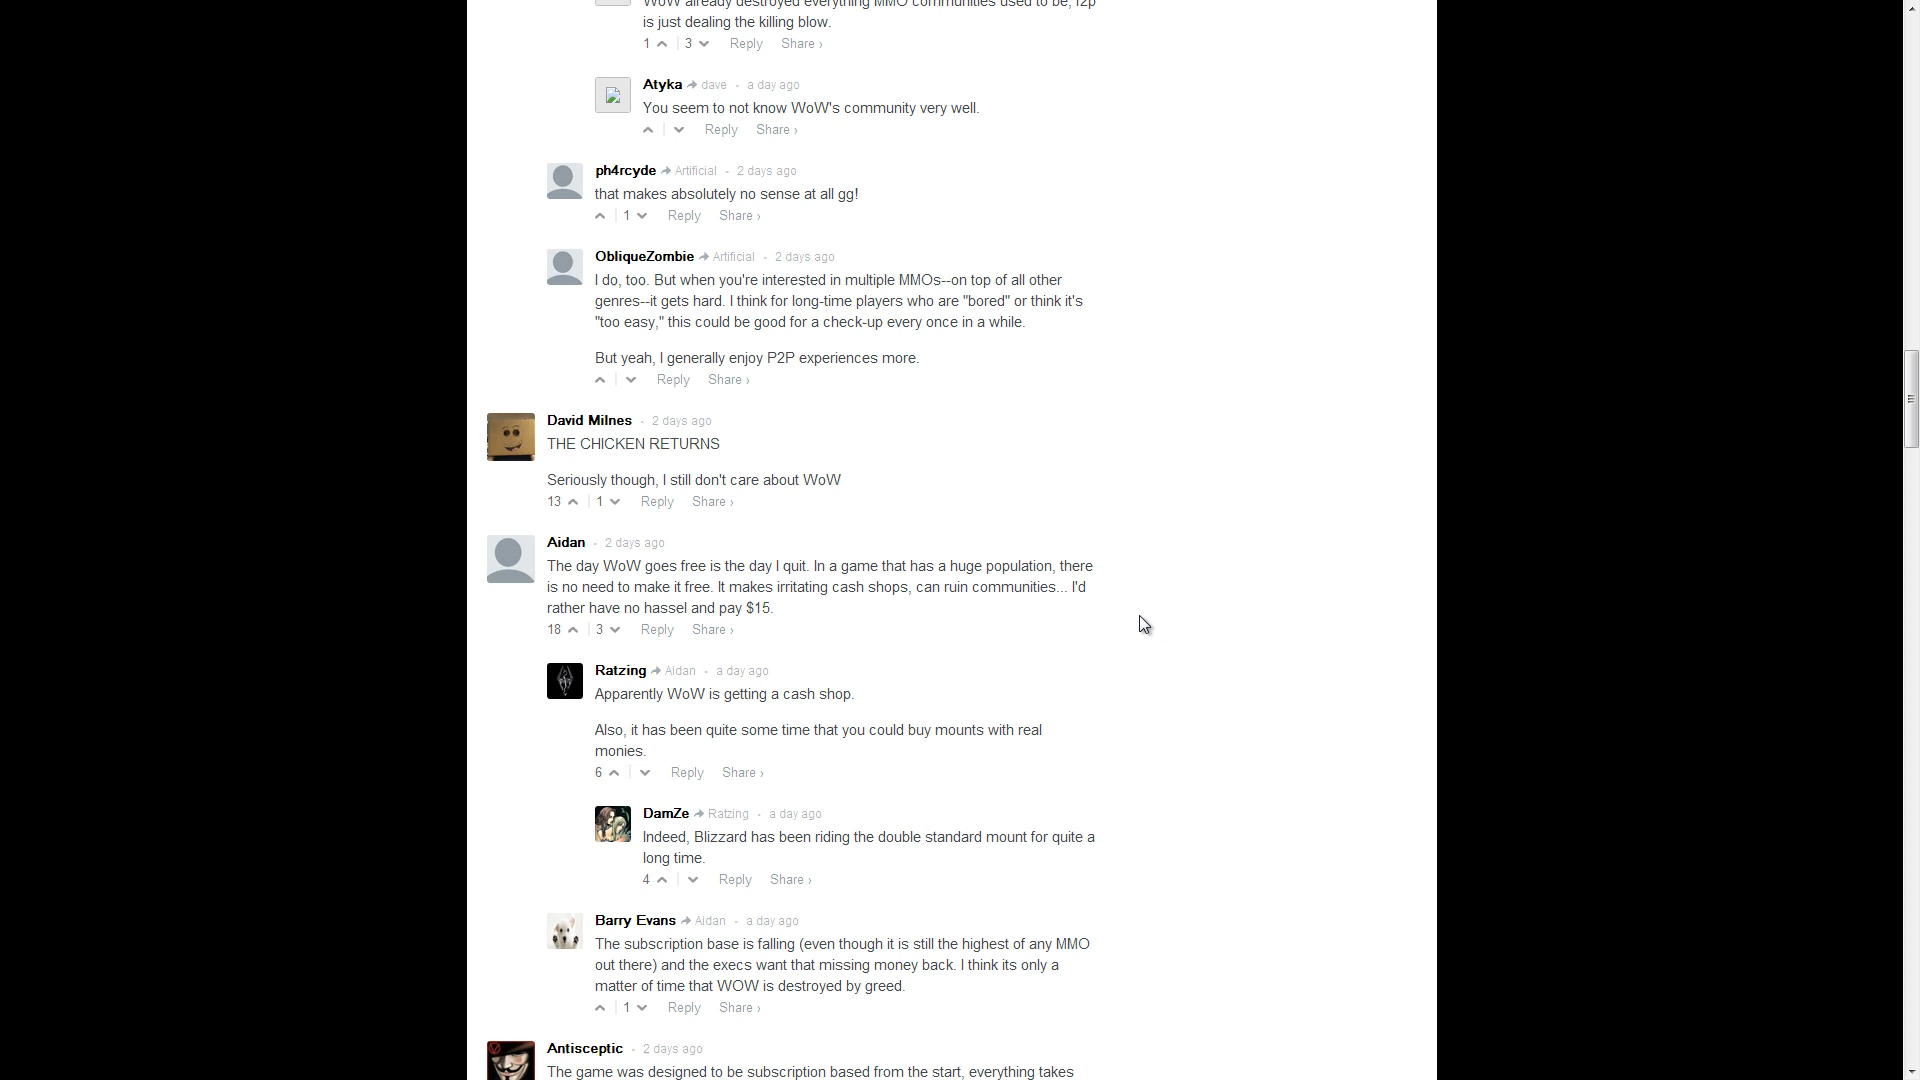 WoW already destroyed everything MMO communities used to be, f2p
is just dealing the killing blow.
1 3 Reply Share ›
Atyka dave · a day ago
You seem to not know WoW's community very well.
Reply Share ›
ph4rcyde Artificial · 2 days ago
that makes absolutely no sense at all gg!
1 Reply Share ›
ObliqueZombie Artificial · 2 days ago
I do, too. But when you're interested in multiple MMOs--on top of all other
genres--it gets hard. I think for long-time players who are "bored" or think it's
"too easy," this could be good for a check-up every once in a while.
But yeah, I generally enjoy P2P experiences more.
Reply Share ›
David Milnes · 2 days ago
THE CHICKEN RETURNS
Seriously though, I still don't care about WoW
13 1 Reply Share ›
Aidan · 2 days ago
The day WoW goes free is the day I quit. In a game that has a huge population, there
is no need to make it free. It makes irritating cash shops, can ruin communities... I'd
rather have no hassel and pay $15.
18 3 Reply Share ›
Ratzing Aidan · a day ago
Apparently WoW is getting a cash shop.
Also, it has been quite some time that you could buy mounts with real
monies.
6 Reply Share ›
DamZe Ratzing · a day ago
Indeed, Blizzard has been riding the double standard mount for quite a
long time.
4 Reply Share ›
Barry Evans Aidan · a day ago
The subscription base is falling (even though it is still the highest of any MMO
out there) and the execs want that missing money back. I think its only a
matter of time that WOW is destroyed by greed.
1 Reply Share ›
Antisceptic · 2 days ago
The game was designed to be subscription based from the start, everything takes